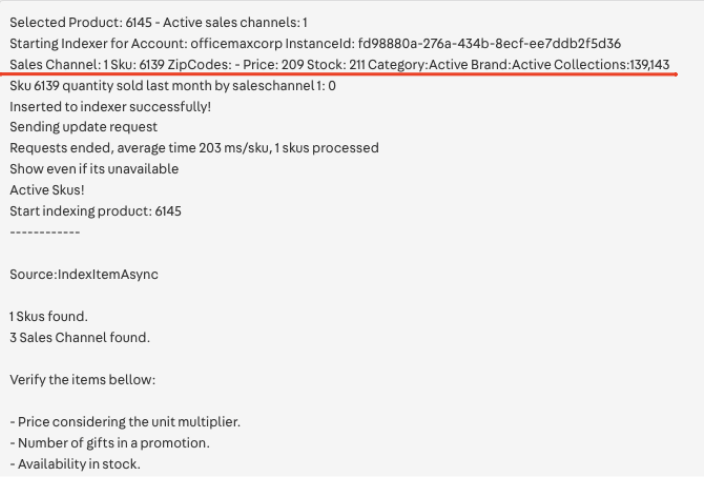 Selected Product: 6145 - Active sales channels: 1
Starting Indexer for Account: officemaxcorp InstanceId: fd98880a-276a-434b-8ecf-ee7ddb2f5d36
Sales Channel: 1 Sku: 6139 ZipCodes: - Price: 209 Stock: 211 Category:Active Brand:Active Collections:139,143
Sku 6139 quantity sold last month by saleschannel 1: 0
Inserted to indexer successfully!
Sending update request
Requests ended, average time 203 ms/sku, 1 skus processed
Show even if its unavailable
Active Skus!
Start indexing product: 6145
------------
Source:IndexItemAsync
1 Skus found.
3 Sales Channel found.
Verify the items bellow:
- Price considering the unit multiplier.
- Number of gifts in a promotion.
- Availability in stock.